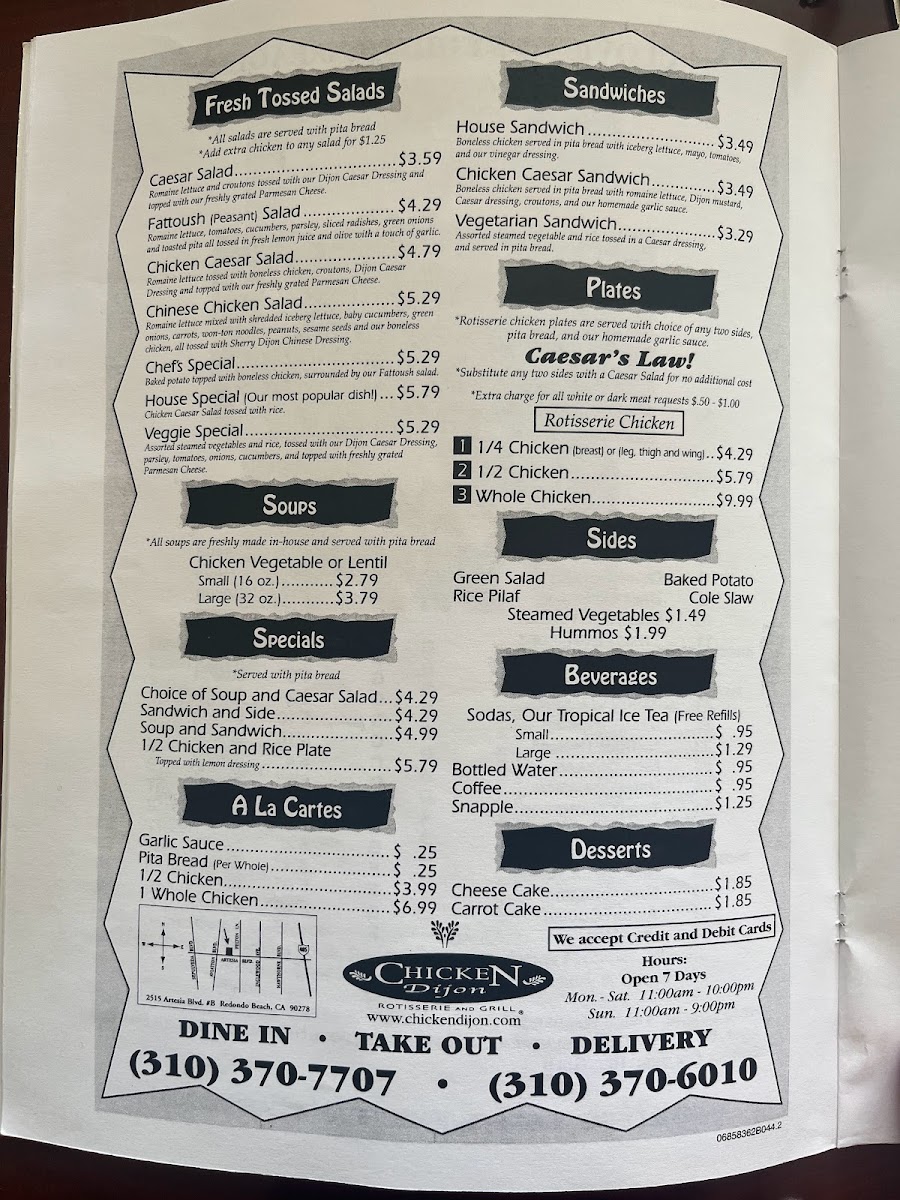 Fresh Tossed Salads
*All salads are served with pita bread
*Add extra chicken to any salad for $1.25
Caesar Salad..............................$3.59
Romaine lettuce and croutons tossed with our Dijon Caesar Dressing and
topped with our freshly grated Parmesan Cheese.
Fattoush (Peasant) Salad ................$4.29
Romaine lettuce, tomatoes, cucumbers, parsley, sliced radishes, green onions
and toasted pita all tossed in fresh lemon juice and olive with a touch of garlic.
Chicken Caesar Salad......................$4.79
Romaine lettuce tossed with boneless chicken, croutons, Dijon Caesar
Dressing and topped with our freshly grated Parmesan Cheese.
Chinese Chicken Salad....................$5.29
Romaine lettuce mixed with shredded iceberg lettuce, baby cucumbers, green
onions, carrots, won-ton noodles, peanuts, sesame seeds and our boneless
chicken, all tossed with Sherry Dijon Chinese Dressing.
Chef's Special..............................$5.29
Baked potato topped with boneless chicken, surrounded by our Fattoush salad.
House Special (Our most popular dish!)...$5.79
Chicken Caesar Salad tossed with rice.
Veggie Special..............................$5.29
Assorted steamed vegetables and rice, tossed with our Dijon Caesar Dressing,
parsley, tomatoes, onions, cucumbers, and topped with freshly grated
Parmesan Cheese.
Soups
*All soups are freshly made in-house and served with pita bread
Chicken Vegetable or Lentil
Small (16 oz.)..........$2.79
Large (32 oz.)..........$3.79
Specials
*Served with pita bread
Choice of Soup and Caesar Salad...$4.29
Sandwich and Side.....................$4.29
Soup and Sandwich....................$4.99
1/2 Chicken and Rice Plate
Topped with lemon dressing.......................$5.79
A La Cartes
Garlic Sauce..............................$ .25
Pita Bread (Per Whole)......................$ .25
1/2 Chicken..............................$3.99
1 Whole Chicken........................$6.99
Sandwiches
House Sandwich........................$3.49
Boneless chicken served in pita bread with iceberg lettuce, mayo, tomatoes,
and our vinegar dressing.
Chicken Caesar Sandwich............$3.49
Boneless chicken served in pita bread with romaine lettuce, Dijon mustard,
Caesar dressing, croutons, and our homemade garlic sauce.
Vegetarian Sandwich..................$3.29
Assorted steamed vegetable and rice tossed in a Caesar dressing,
and served in pita bread.
Plates
*Rotisserie chicken plates are served with choice of any two sides,
pita bread, and our homemade garlic sauce.
Caesar's Law!
*Substitute any two sides with a Caesar Salad for no additional cost
*Extra charge for all white or dark meat requests $.50 - $1.00
Rotisserie Chicken
1 1/4 Chicken (breast) or (leg, thigh and wing)..$4.29
2 1/2 Chicken..............................$5.79
3 Whole Chicken.........................$9.99
Sides
Green Salad Baked Potato
Rice Pilaf Cole Slaw
Steamed Vegetables $1.49
Hummos $1.99
Beverages
Sodas, Our Tropical Ice Tea (Free Refills)
Small..............................$ .95
Large ..............................$1.29
Bottled Water..............................$ .95
Coffee..............................$ .95
Snapple..............................$1.25
Desserts
Cheese Cake..............................$1.85
Carrot Cake..............................$1.85
ARTESIA BLVD.
405
2515 Artesia Blvd. #B Redondo Beach, CA 90278
CHICKEN
Dijon
ROTISSERIE AND GRILL®
www.chickendijon.com
We accept Credit and Debit Cards
Hours:
Open 7 Days
Mon. - Sat. 11:00am - 10:00pm
Sun. 11:00am - 9:00pm
DINE IN • TAKE OUT • DELIVERY
(310) 370-7707 • (310) 370-6010
06858362B044.2